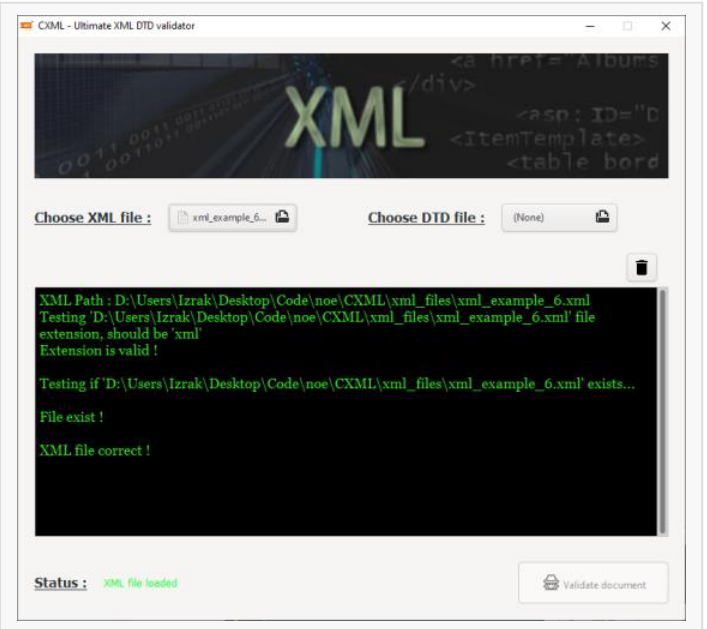 CXML - Ultimate XML DTD validator
<a href="Albums
</div>
XML
<asp: ID="D
<ItemTemplate>
<table bord
Choose XML file :
xml_example_6...
Choose DTD file :
(None)
XML Path : D:\Users\Izrak\Desktop\Code\noe\CXML\xml_files\xml_example_6.xml
Testing 'D:\Users\Izrak\Desktop\Code\noe\CXML\xml_files\xml_example_6.xml' file
extension, should be 'xml'
Extension is valid !
Testing if 'D:\Users\Izrak\Desktop\Code\noe\CXML\xml_files\xml_example_6.xml' exists...
File exist !
XML file correct !
Status :
XML file loaded
Validate document